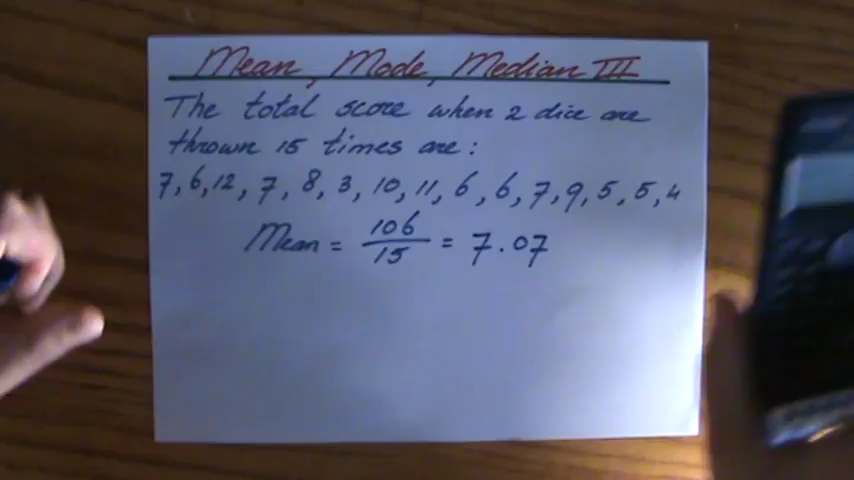 Mean, Mode, Median III
The total score when 2 dice are
thrown 15 times are:
7, 6, 12, 7, 8, 3, 10, 11, 6, 6, 7, 9, 5, 5, 4
Mean = 106/15 = 7.07